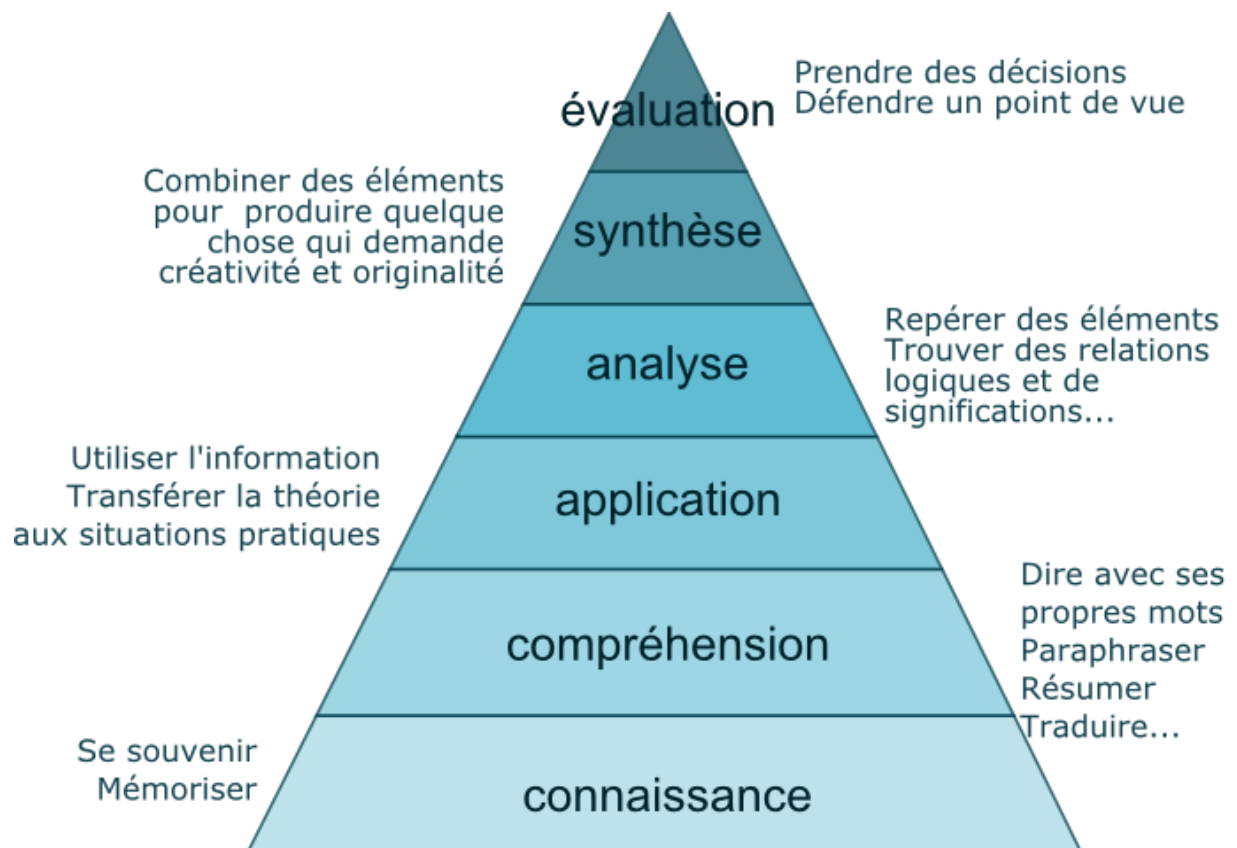 évaluation
Prendre des décisions
Défendre un point de vue
Combiner des éléments
pour  produire quelque
chose qui demande
créativité et originalité
synthèse
analyse
Repérer des éléments
Trouver des relations
logiques et de
significations...
Utiliser l'information
Transférer la théorie
aux situations pratiques
application
compréhension
Dire avec ses
propres mots
Paraphraser
Résumer
Traduire...
Se souvenir
Mémoriser
connaissance